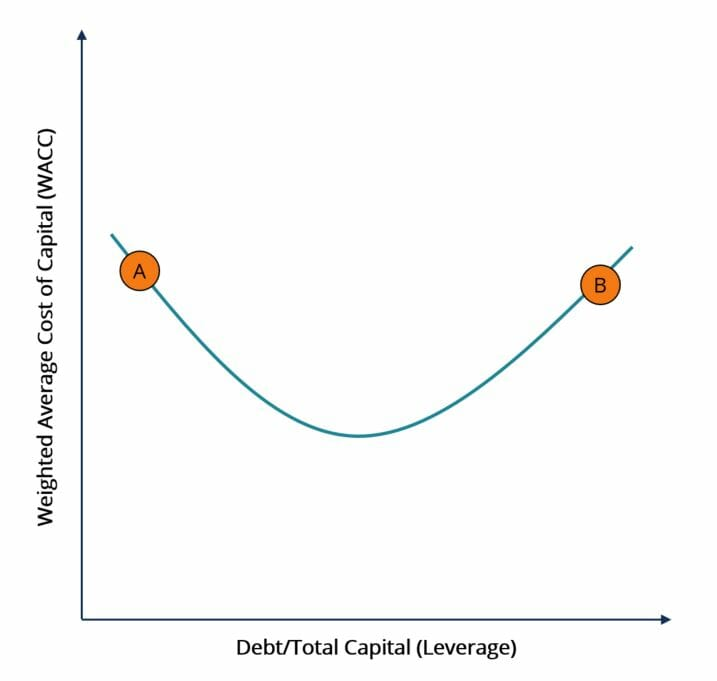 Weighted Average Cost of Capital (WACC)
A
B
Debt/Total Capital (Leverage)